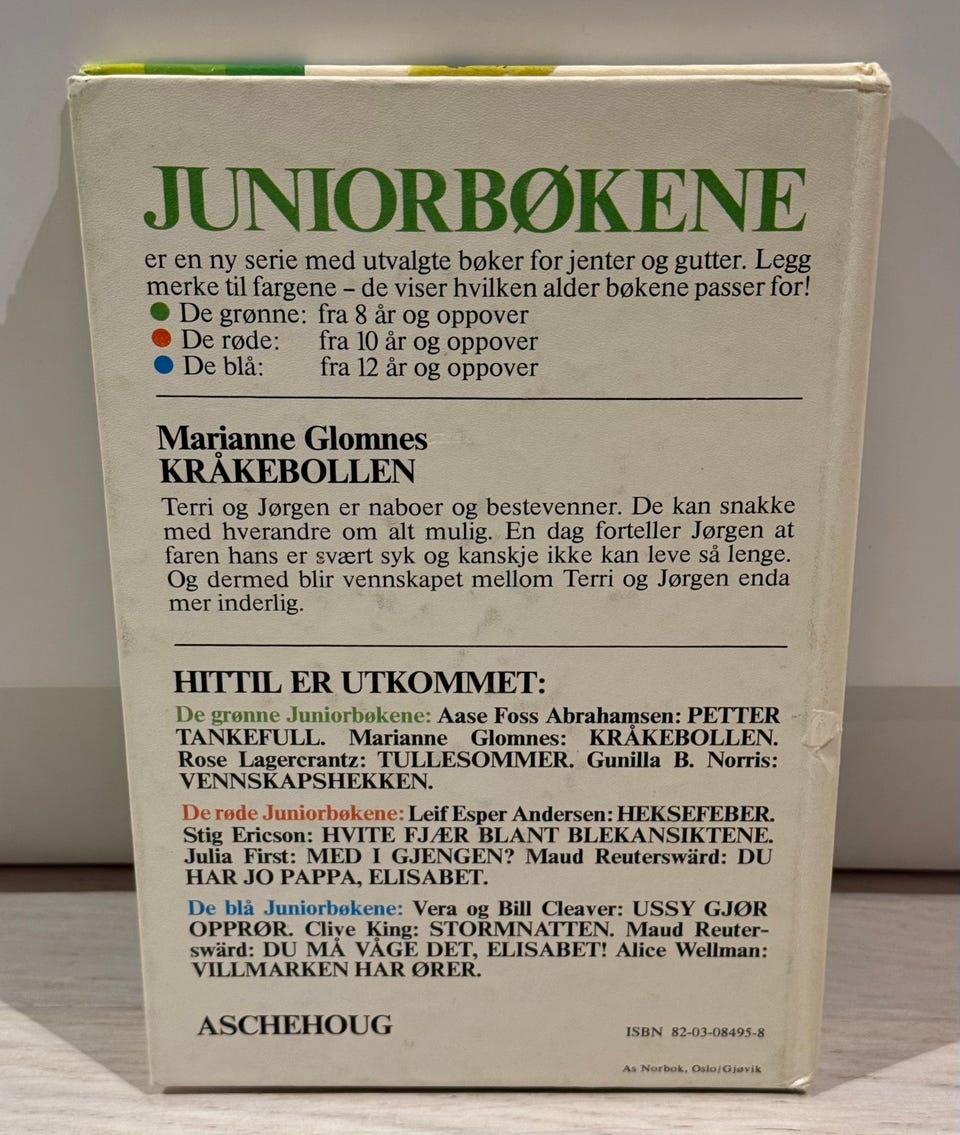 JUNIORBØKENE
er en ny serie med utvalgte bøker for jenter og gutter. Legg
merke til fargene – de viser hvilken alder bøkene passer for!
De grønne: fra 8 år og oppover
De røde: fra 10 år og oppover
De blå: fra 12 år og oppover
Marianne Glomnes
KRÅKEBOLLEN
Terri og Jørgen er naboer og bestevenner. De kan snakke
med hverandre om alt mulig. En dag forteller Jørgen at
faren hans er svært syk og kanskje ikke kan leve så lenge.
Og dermed blir vennskapet mellom Terri og Jørgen enda
mer inderlig.
HITTIL ER UTKOMMET:
De grønne Juniorbøkene: Aase Foss Abrahamsen: PETTER
TANKEFULL. Marianne Glomnes: KRÅKEBOLLEN.
Rose Lagercrantz: TULLESOMMER. Gunilla B. Norris:
VENNSKAPSHEKKEN.
De røde Juniorbøkene: Leif Esper Andersen: HEKSEFEBER.
Stig Ericson: HVITE FJÆR BLANT BLEKANSIKTENE.
Julia First: MED I GJENGEN? Maud Reuterswärd: DU
HAR JO PAPPA, ELISABET.
De blå Juniorbøkene: Vera og Bill Cleaver: USSY GJØR
OPPRØR. Clive King: STORMNATTEN. Maud Reuter-
swärd: DU MÅ VÅGE DET, ELISABET! Alice Wellman:
VILLMARKEN HAR ØRER.
ASCHEHOUG
ISBN 82-03-08495-8
As Norbok, Oslo/Gjøvik